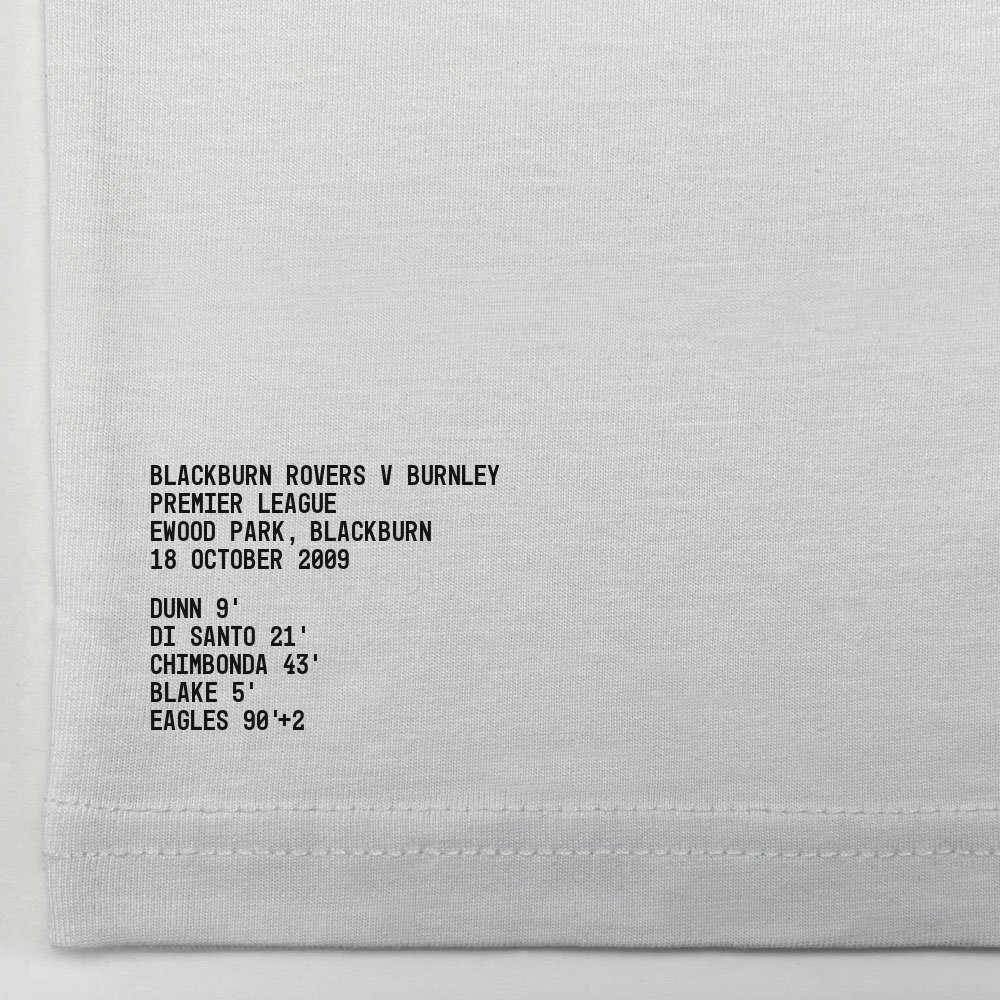 BLACKBURN ROVERS V BURNLEY
PREMIER LEAGUE
EWOOD PARK, BLACKBURN
18 OCTOBER 2009
DUNN 9'
DI SANTO 21'
CHIMBONDA 43'
BLAKE 5'
EAGLES 90'+2